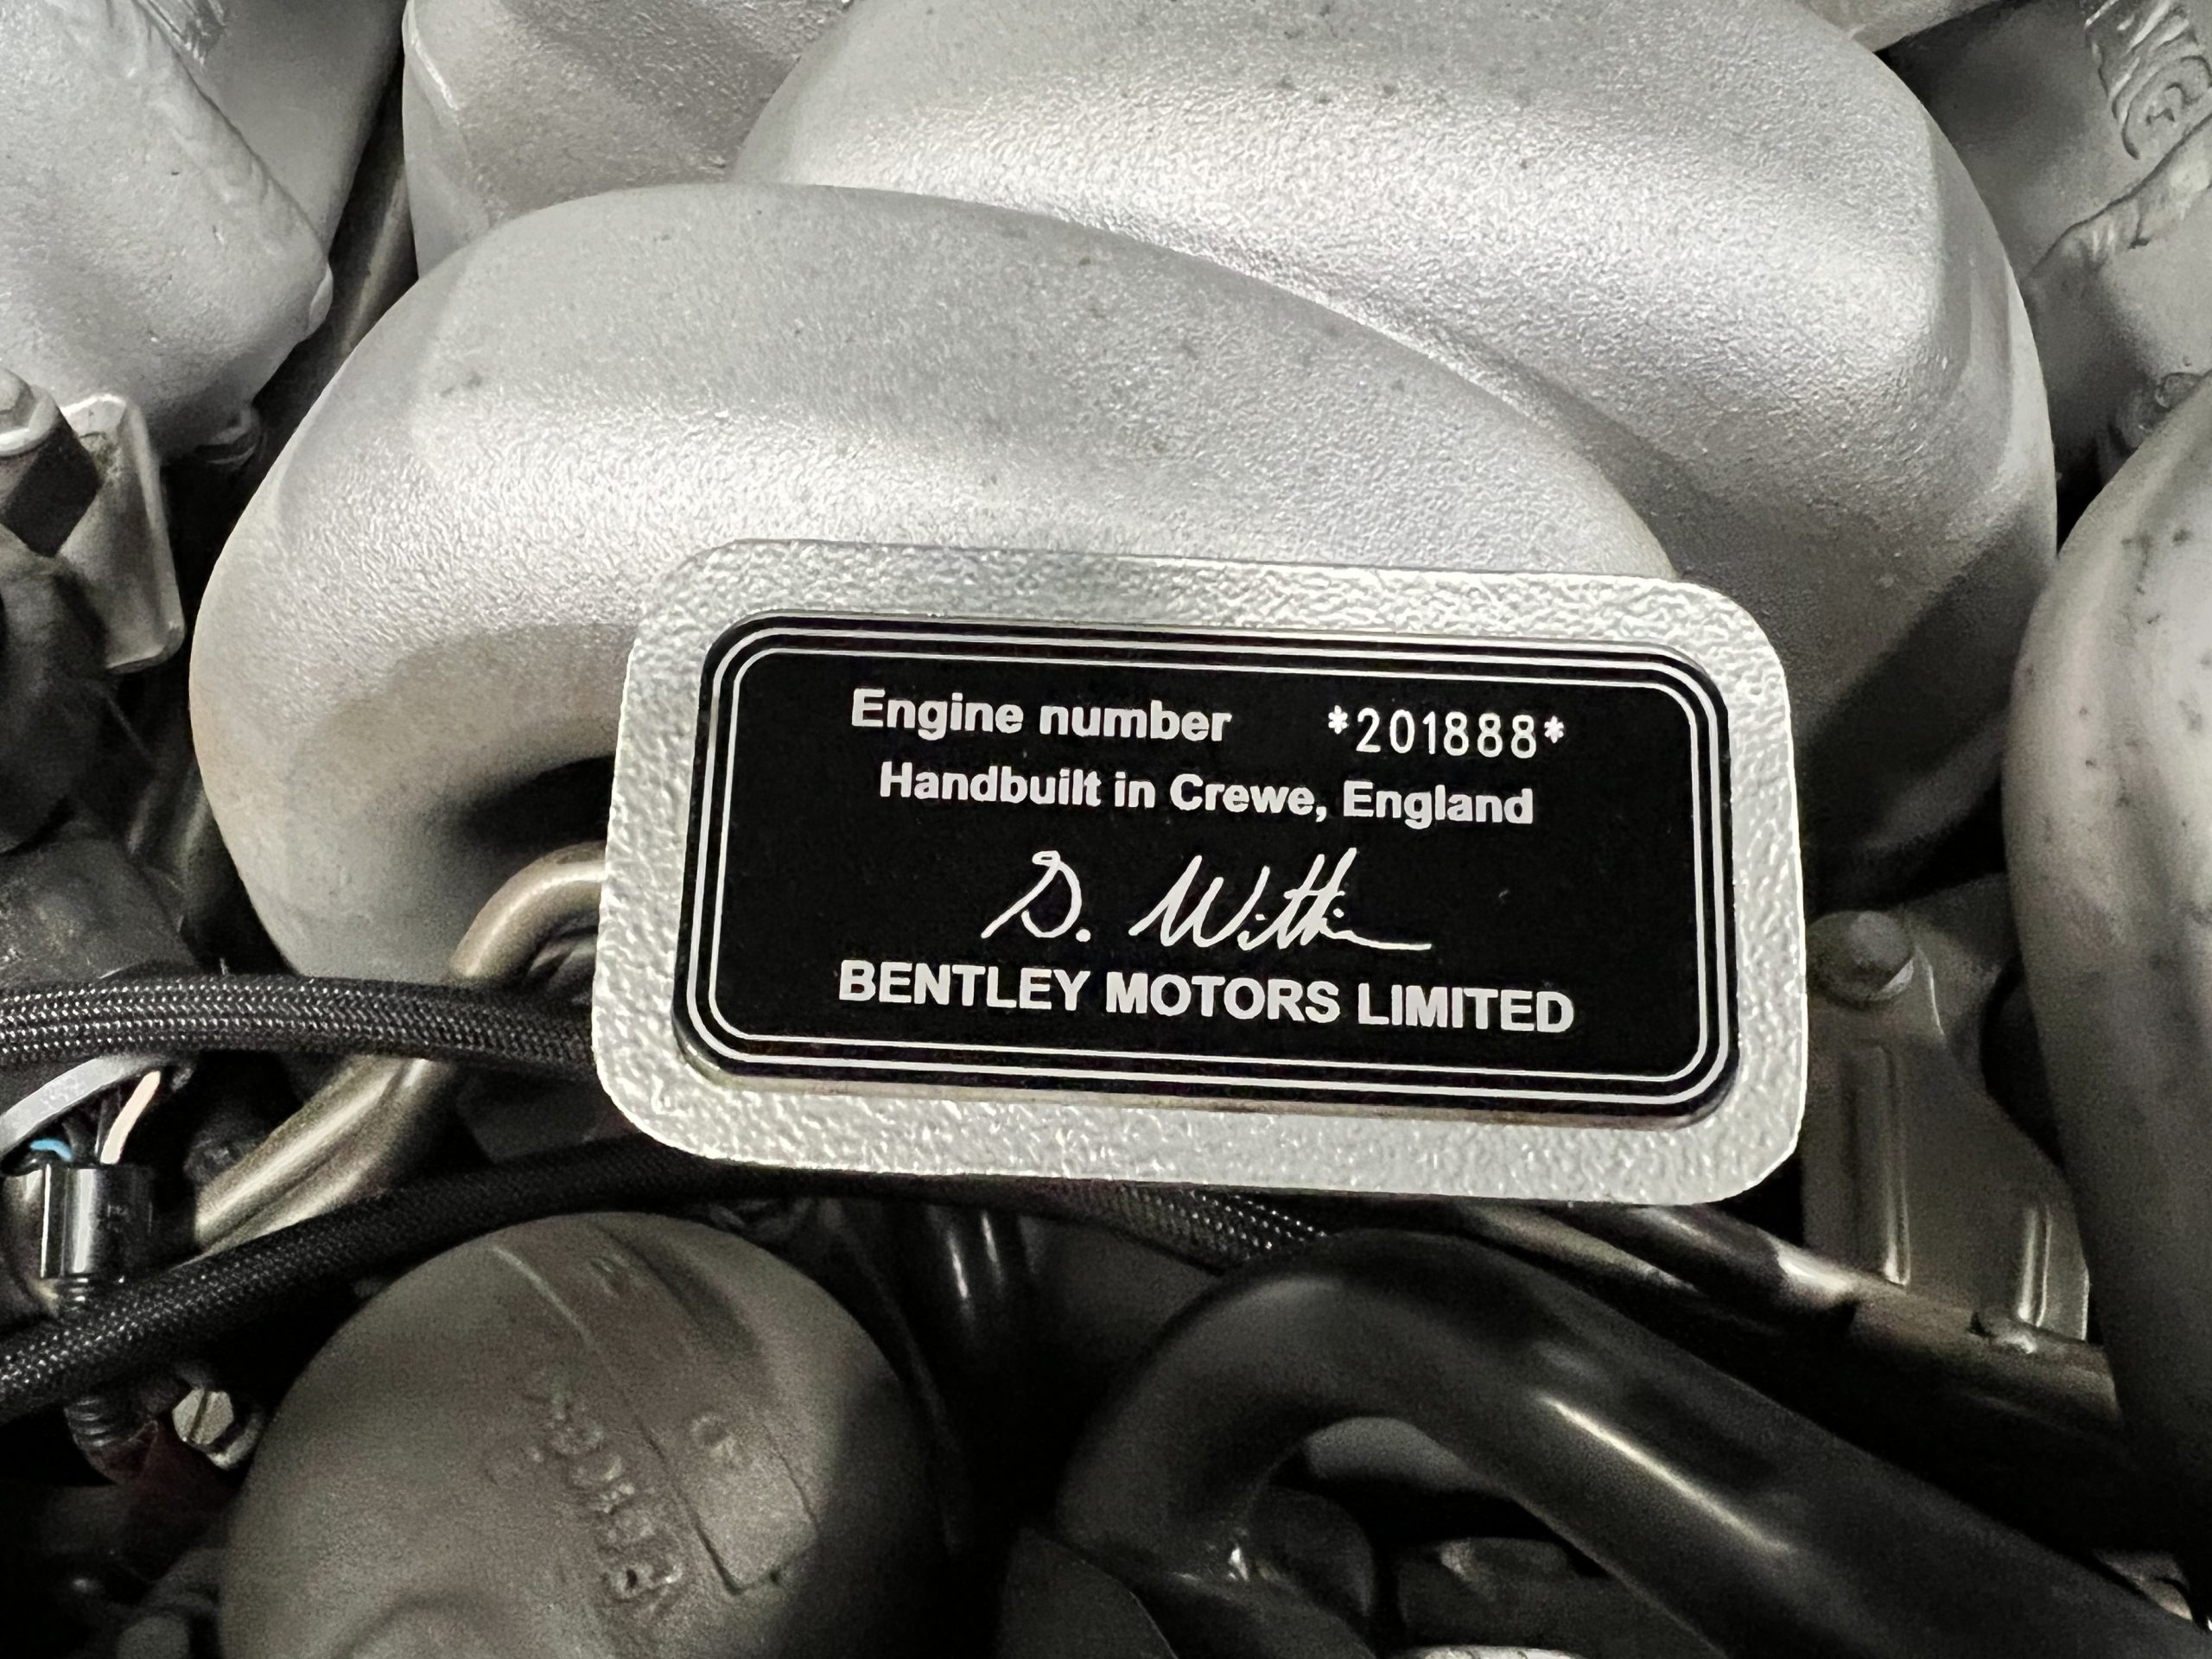 Engine number *201888*
Handbuilt in Crewe, England
BENTLEY MOTORS LIMITED